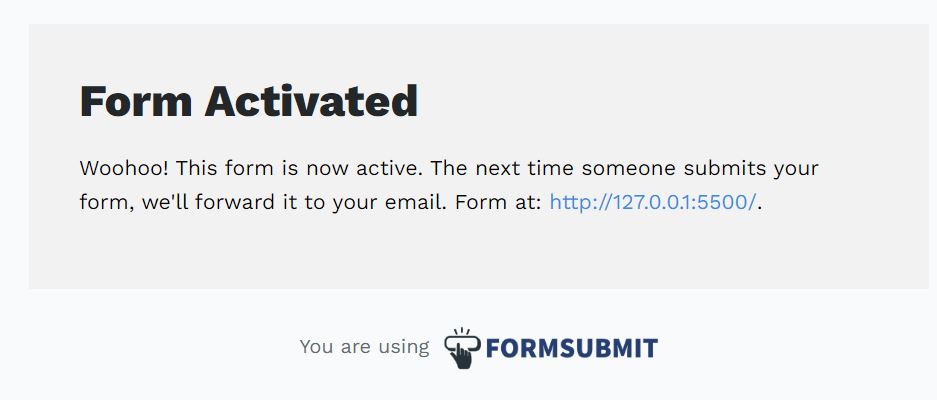 Form Activated
Woohoo! This form is now active. The next time someone submits your
form, we'll forward it to your email. Form at: http://127.0.0.1:5500/.
You are using FORMSUBMIT